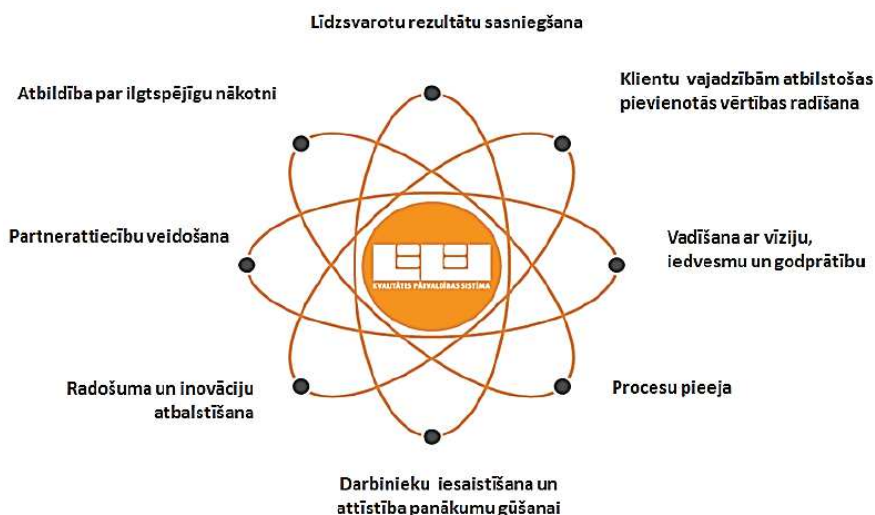 Līdzsvarotu rezultātu sasniegšana
Klientu vajadzībām atbilstošas
pievienotās vērtības radīšana
Vadīšana ar vīziju,
iedvesmu un godprātību
Procesu pieeja
Darbinieku iesaistīšana un
attīstība panākumu gūšanai
Radošuma un inovāciju
atbalstīšana
Partnerattiecību veidošana
Atbildība par ilgtspējīgu nākotni
KVALITĀTES PĀRVALDĪBAS SISTĒMA